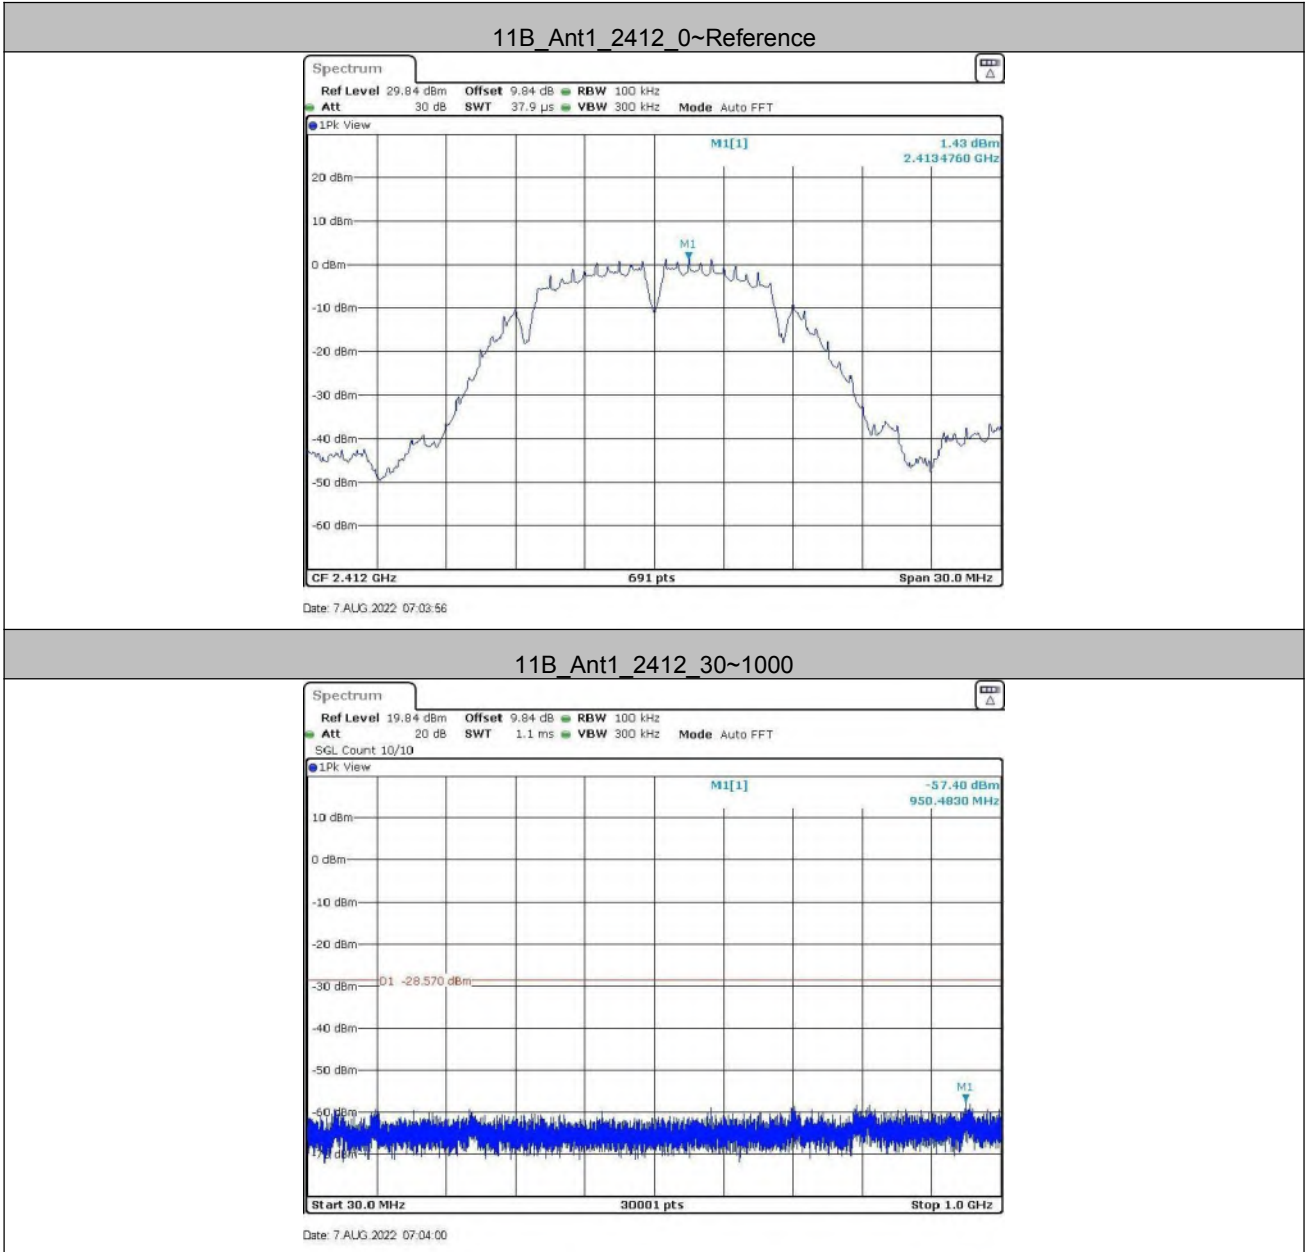 11B_Ant1_2412_0~Reference
Spectrum
Ref Level 29.84 dBm Offset 9.84 dB RBW 100 kHz
Att 30 dB SWT 37.9 µs VBW 300 kHz Mode Auto FFT
1Pk View
M1[1] 1.43 dBm
2.4134760 GHz
20 dBm
10 dBm
M1
0 dBm
-10 dBm
-20 dBm
-30 dBm
-40 dBm
-50 dBm
-60 dBm
CF 2.412 GHz 691 pts Span 30.0 MHz
Date: 7.AUG.2022 07:03:56
11B_Ant1_2412_30~1000
Spectrum
Ref Level 19.84 dBm Offset 9.84 dB RBW 100 kHz
Att 20 dB SWT 1.1 ms VBW 300 kHz Mode Auto FFT
SGL Count 10/10
1Pk View
M1[1] -57.40 dBm
950.4830 MHz
10 dBm
0 dBm
-10 dBm
-20 dBm
D1 -28.570 dBm
-30 dBm
-40 dBm
-50 dBm
M1
-60 dBm
-70 dBm
Start 30.0 MHz 30001 pts Stop 1.0 GHz
Date: 7.AUG.2022 07:04:00